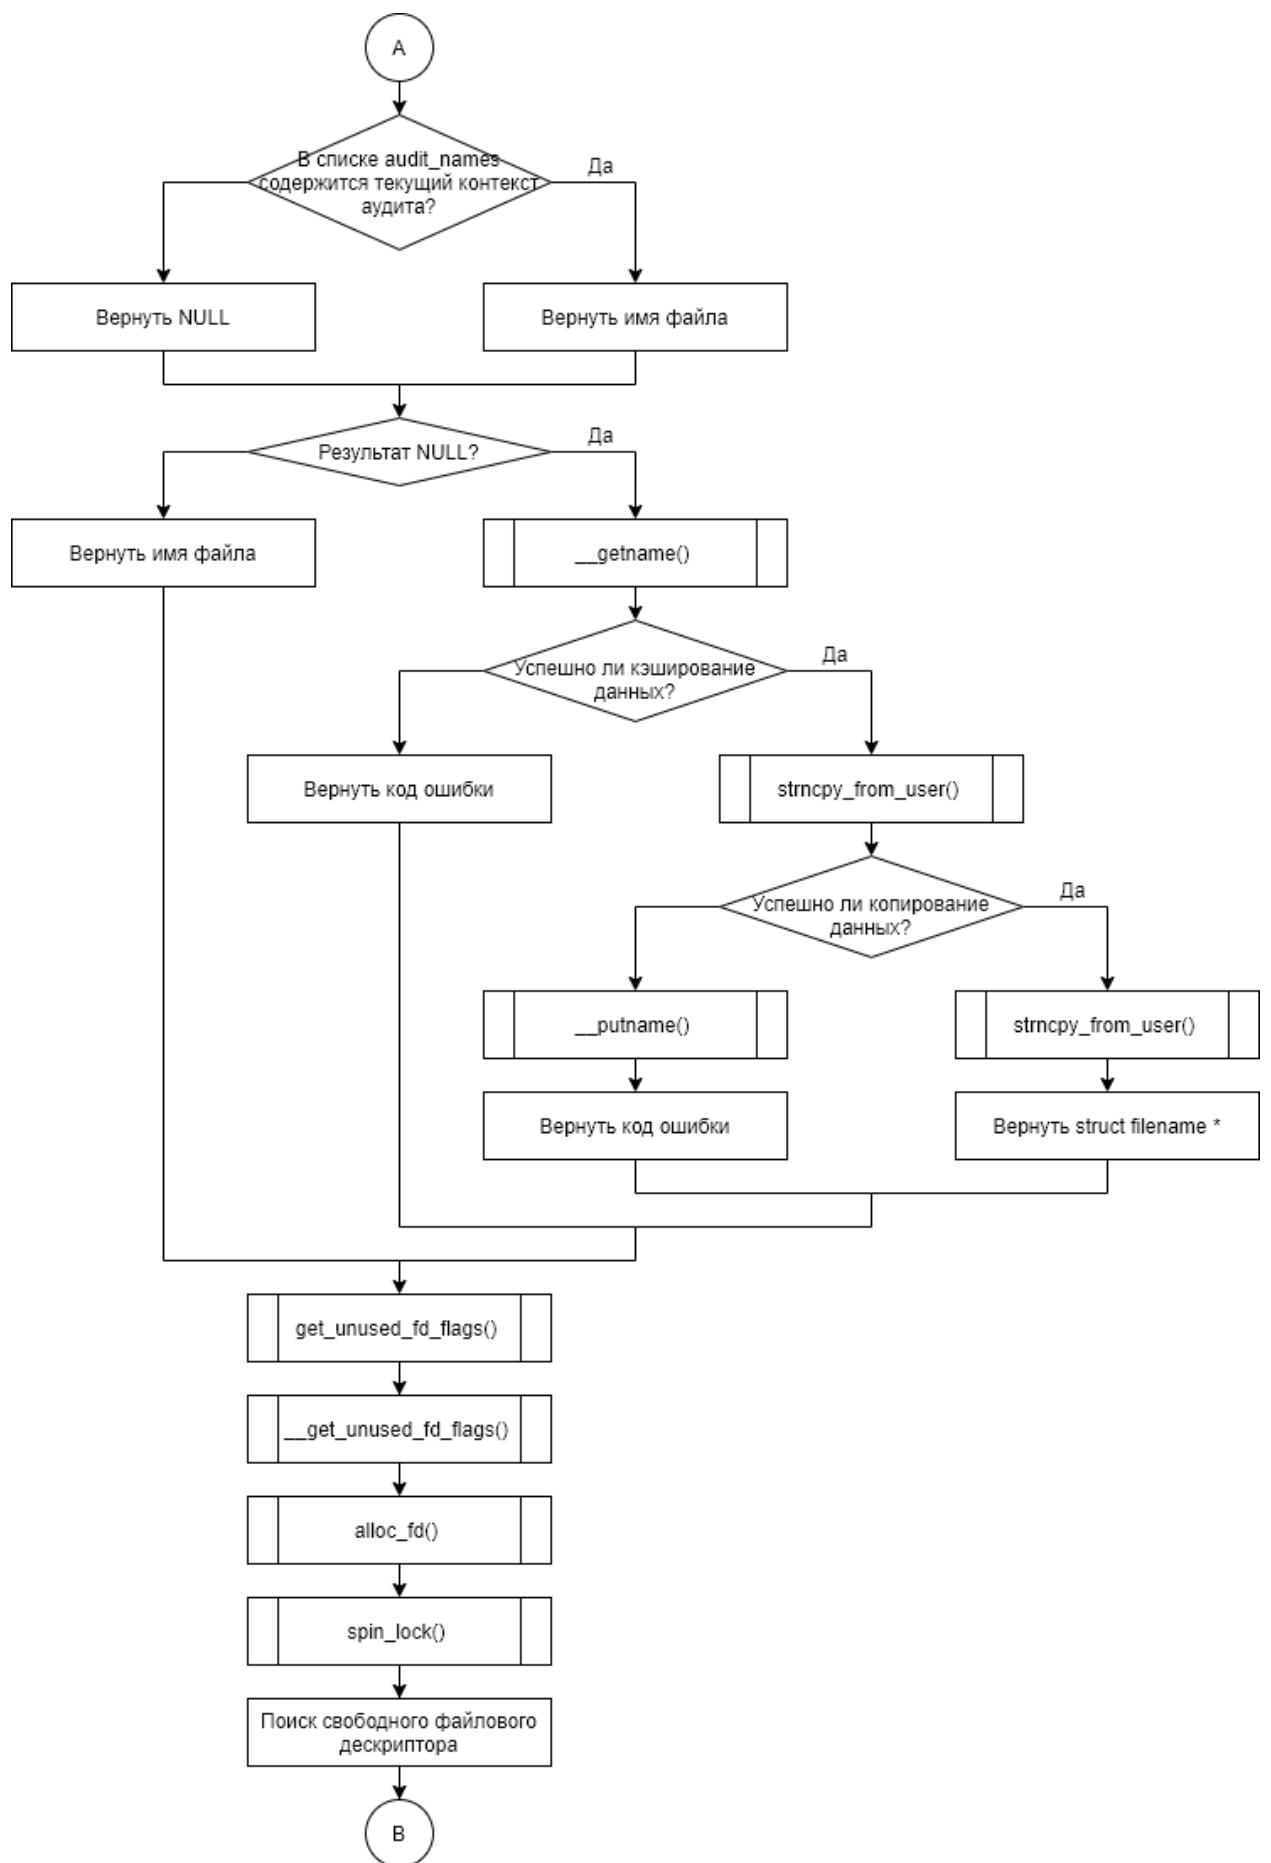 A
В списке audit_names
содержится текущий контекст
аудита?
Да
Вернуть NULL
Вернуть имя файла
Результат NULL?
Да
Вернуть имя файла
__getname()
Успешно ли кэширование
данных?
Да
Вернуть код ошибки
strncpy_from_user()
Успешно ли копирование
данных?
Да
__putname()
strncpy_from_user()
Вернуть код ошибки
Вернуть struct filename *
get_unused_fd_flags()
__get_unused_fd_flags()
alloc_fd()
spin_lock()
Поиск свободного файлового
дескриптора
B